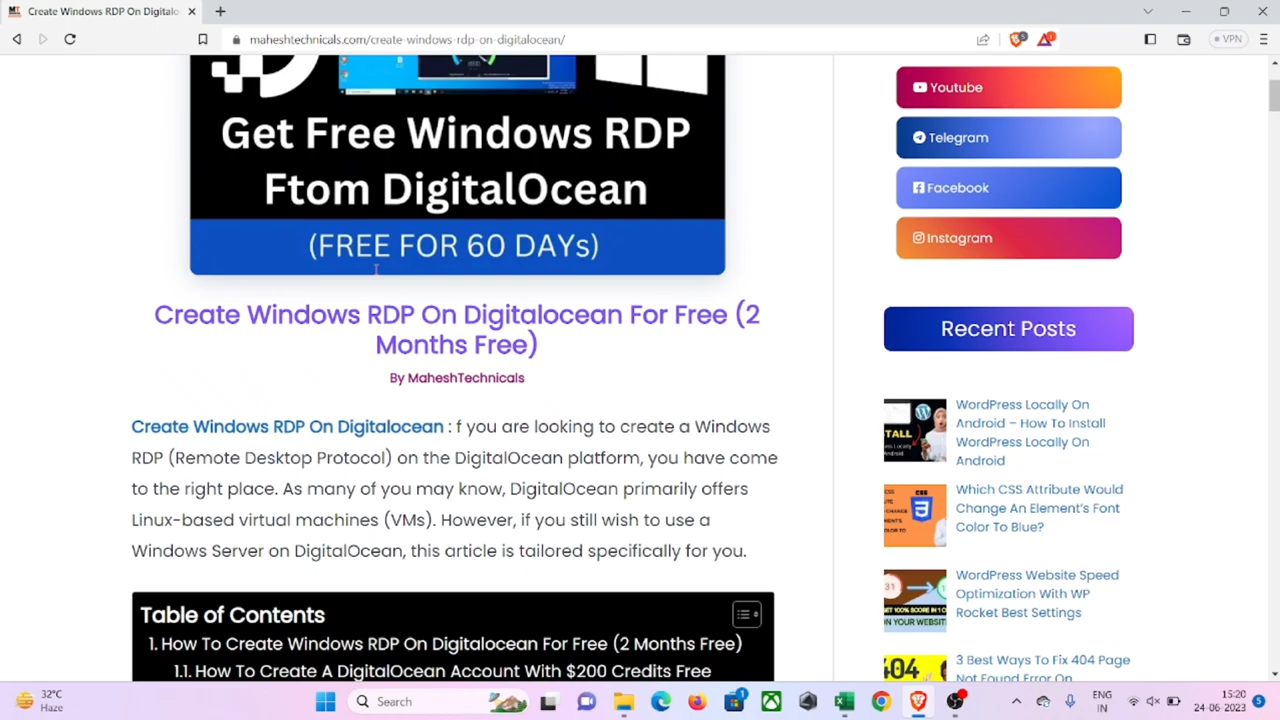 Create Windows RDP On Digitalo
maheshtechnicals.com/create-windows-rdp-on-digitalocean/
5
1
VPN
Get Free Windows RDP
Ftom DigitalOcean
(FREE FOR 60 DAYs)
Create Windows RDP On Digitalocean For Free (2
Months Free)
By MaheshTechnicals
Create Windows RDP On Digitalocean : f you are looking to create a Windows
RDP (Remote Desktop Protocol) on the DigitalOcean platform, you have come
to the right place. As many of you may know, DigitalOcean primarily offers
Linux-based virtual machines (VMs). However, if you still wish to use a
Windows Server on DigitalOcean, this article is tailored specifically for you.
Table of Contents
1. How To Create Windows RDP On Digitalocean For Free (2 Months Free)
1.1. How To Create A DigitalOcean Account With $200 Credits Free
Youtube
Telegram
Facebook
Instagram
Recent Posts
WordPress Locally On
Android – How To Install
WordPress Locally On
Android
Which CSS Attribute Would
Change An Element's Font
Color To Blue?
WordPress Website Speed
Optimization With WP
Rocket Best Settings
3 Best Ways To Fix 404 Page
Not Found Error On
32°C
Haze
Search
1
ENG
IN
15:20
24-06-2023
5